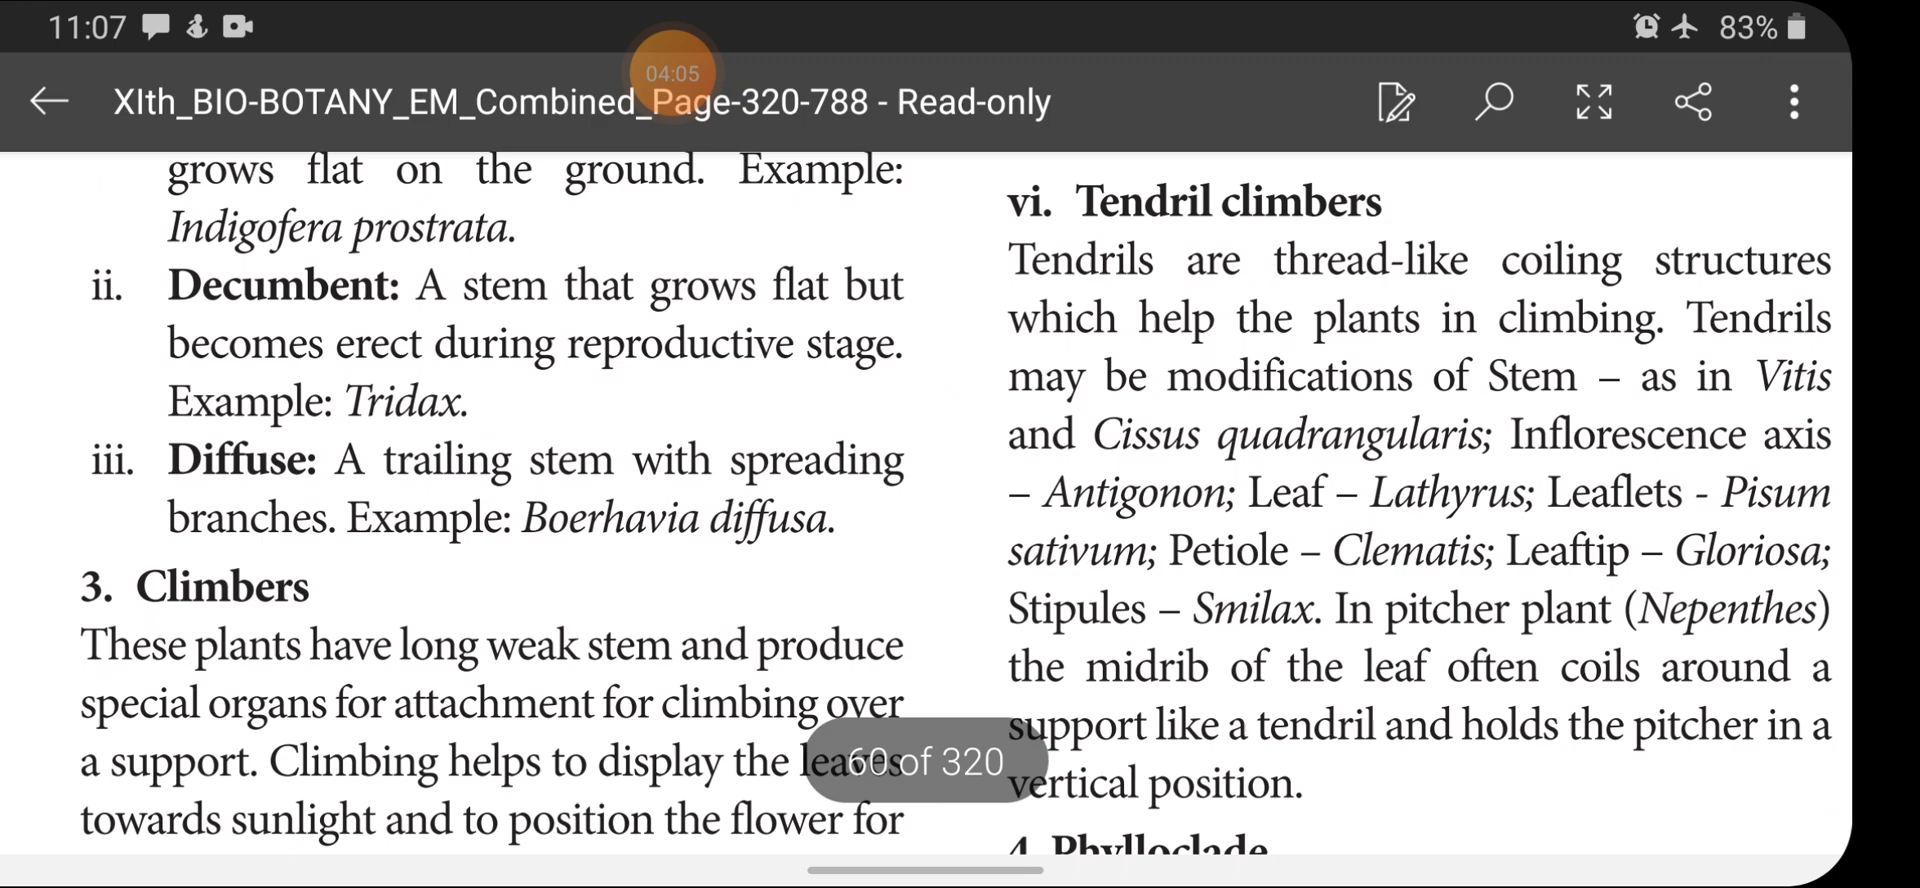 11:07
83%
04:05
XIth_BIO-BOTANY_EM_Combined_Page-320-788 - Read-only
grows flat on the ground. Example:
Indigofera prostrata.
ii. Decumbent: A stem that grows flat but
becomes erect during reproductive stage.
Example: Tridax.
iii. Diffuse: A trailing stem with spreading
branches. Example: Boerhavia diffusa.
3. Climbers
These plants have long weak stem and produce
special organs for attachment for climbing over
a support. Climbing helps to display the leaves
towards sunlight and to position the flower for
vi. Tendril climbers
Tendrils are thread-like coiling structures
which help the plants in climbing. Tendrils
may be modifications of Stem – as in Vitis
and Cissus quadrangularis; Inflorescence axis
– Antigonon; Leaf – Lathyrus; Leaflets - Pisum
sativum; Petiole – Clematis; Leaftip – Gloriosa;
Stipules – Smilax. In pitcher plant (Nepenthes)
the midrib of the leaf often coils around a
support like a tendril and holds the pitcher in a
vertical position.
4. Phylloclade
60 of 320